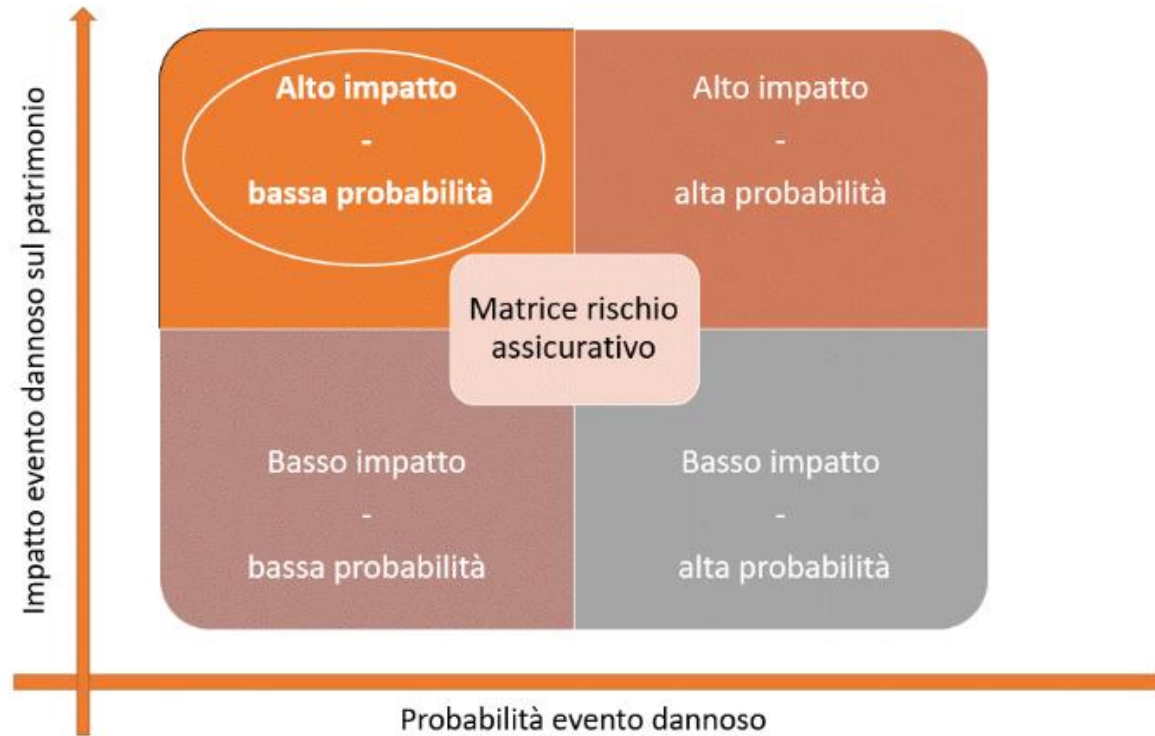 Impatto evento dannoso sul patrimonio
Alto impatto
-
bassa probabilità
Alto impatto
-
alta probabilità
Matrice rischio
assicurativo
Basso impatto
-
bassa probabilità
Basso impatto
-
alta probabilità
Probabilità evento dannoso